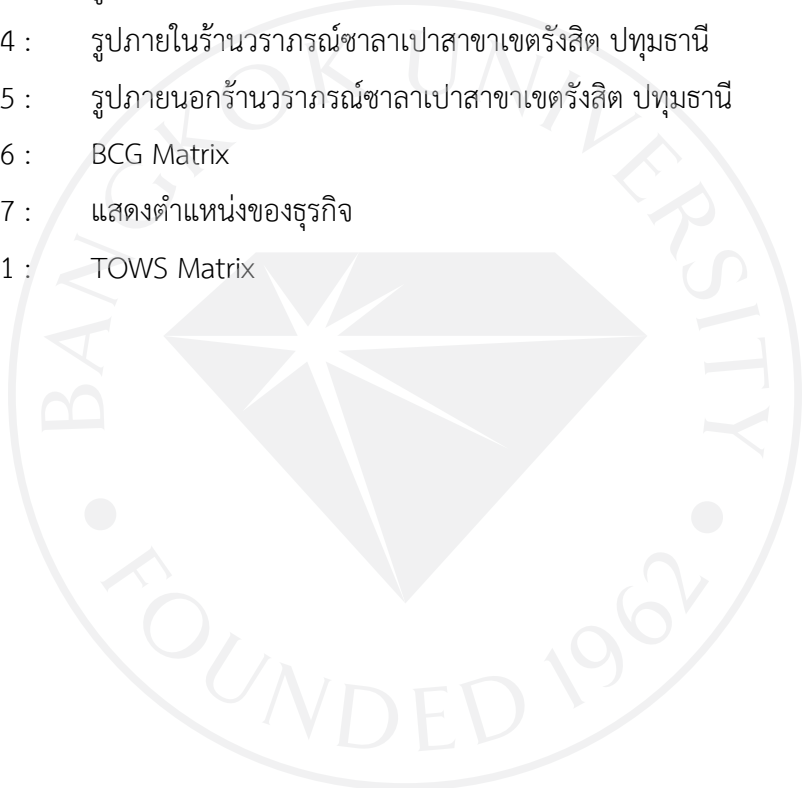 4 : รูปภายในร้านวราภรณ์ซาลาเปาสาขาเขตรังสิต ปทุมธานี
5 : รูปภายนอกร้านวราภรณ์ซาลาเปาสาขาเขตรังสิต ปทุมธานี
6 : BCG Matrix
7 : แสดงตำแหน่งของธุรกิจ
1 : TOWS Matrix
BANGKOK UNIVERSITY
FOUNDED 1962